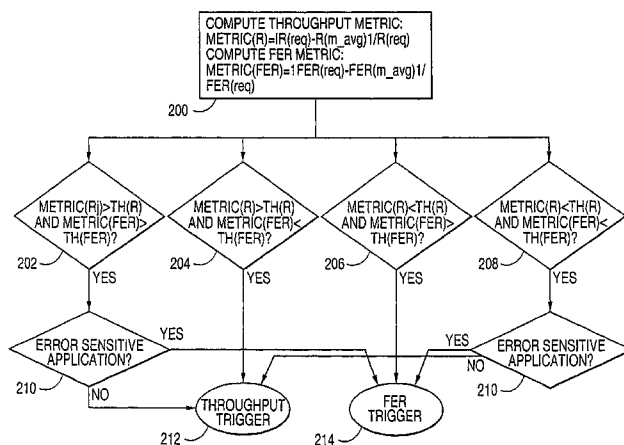 COMPUTE THROUGHPUT METRIC:
METRIC(R)=IR(req)-R(m_avg)1/R(req)
COMPUTE FER METRIC:
METRIC(FER)=1FER(req)-FER(m_avg)1/
FER(req)
200
METRIC(Rj)>TH(R)
AND METRIC(FER)>
TH(FER)?
202
YES
METRIC(R)>TH(R)
AND METRIC(FER)<
TH(FER)?
204
YES
METRIC(R)<TH(R)
AND METRIC(FER)>
TH(FER)?
206
YES
METRIC(R)<TH(R)
AND METRIC(FER)<
TH(FER)?
208
YES
ERROR SENSITIVE
APPLICATION?
210
YES
NO
ERROR SENSITIVE
APPLICATION?
210
YES
NO
THROUGHPUT
TRIGGER
212
FER
TRIGGER
214